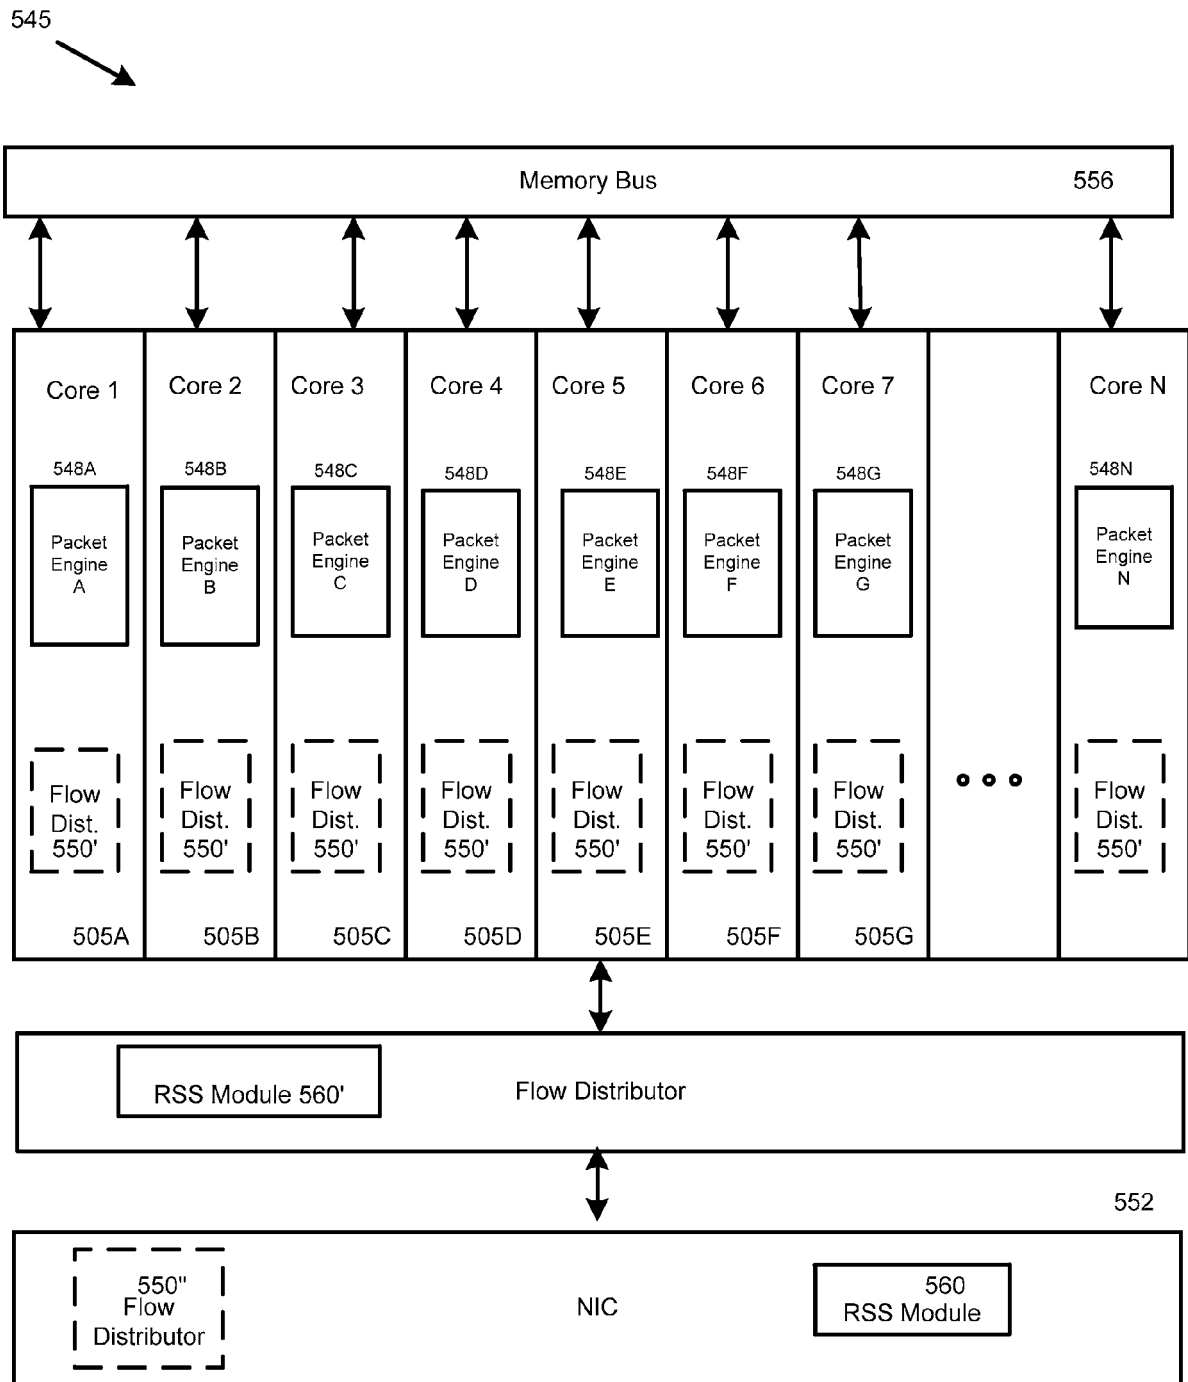 545
Memory Bus
556
Core 1
Core 2
Core 3
Core 4
Core 5
Core 6
Core 7
Core N
548A
548B
548C
548D
548E
548F
548G
548N
Packet
Engine
A
Packet
Engine
B
Packet
Engine
C
Packet
Engine
D
Packet
Engine
E
Packet
Engine
F
Packet
Engine
G
Packet
Engine
N
Flow
Dist.
550'
Flow
Dist.
550'
Flow
Dist.
550'
Flow
Dist.
550'
Flow
Dist.
550'
Flow
Dist.
550'
Flow
Dist.
550'
Flow
Dist.
550'
505A
505B
505C
505D
505E
505F
505G
RSS Module 560'
Flow Distributor
552
550"
Flow
Distributor
NIC
560
RSS Module